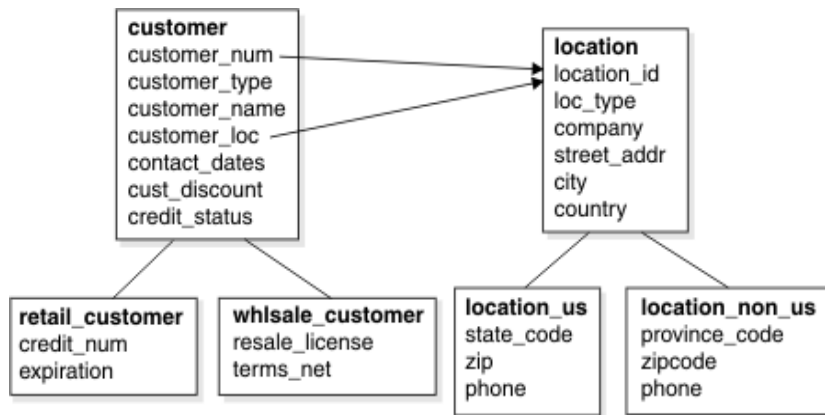 customer
customer_num
customer_type
customer_name
customer_loc
contact_dates
cust_discount
credit_status
location
location_id
loc_type
company
street_addr
city
country
retail_customer
credit_num
expiration
whlsale_customer
resale_license
terms_net
location_us
state_code
zip
phone
location_non_us
province_code
zipcode
phone